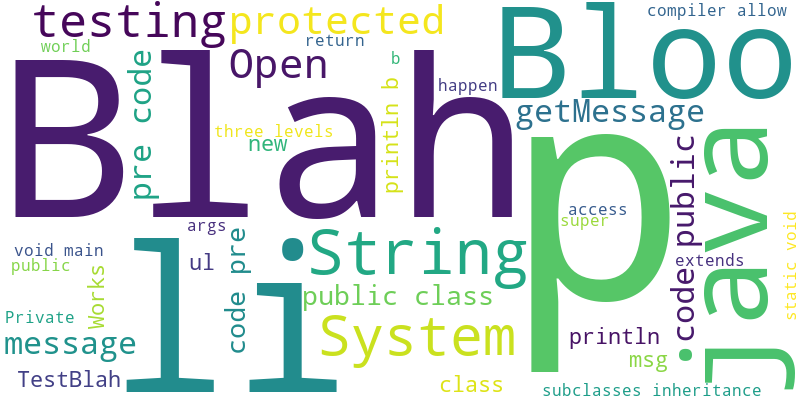 testing
protected
compiler allow
world
return
Bloo
pre code
Open
b
happen
Blah
println b
getMessage
three levels
new
p
java
code public
access
super
args
void main
public
ul
code pre
li
String
extends
static void
Works
public class
Private
message
System
println
msg
TestBlah
class
subclasses inheritance